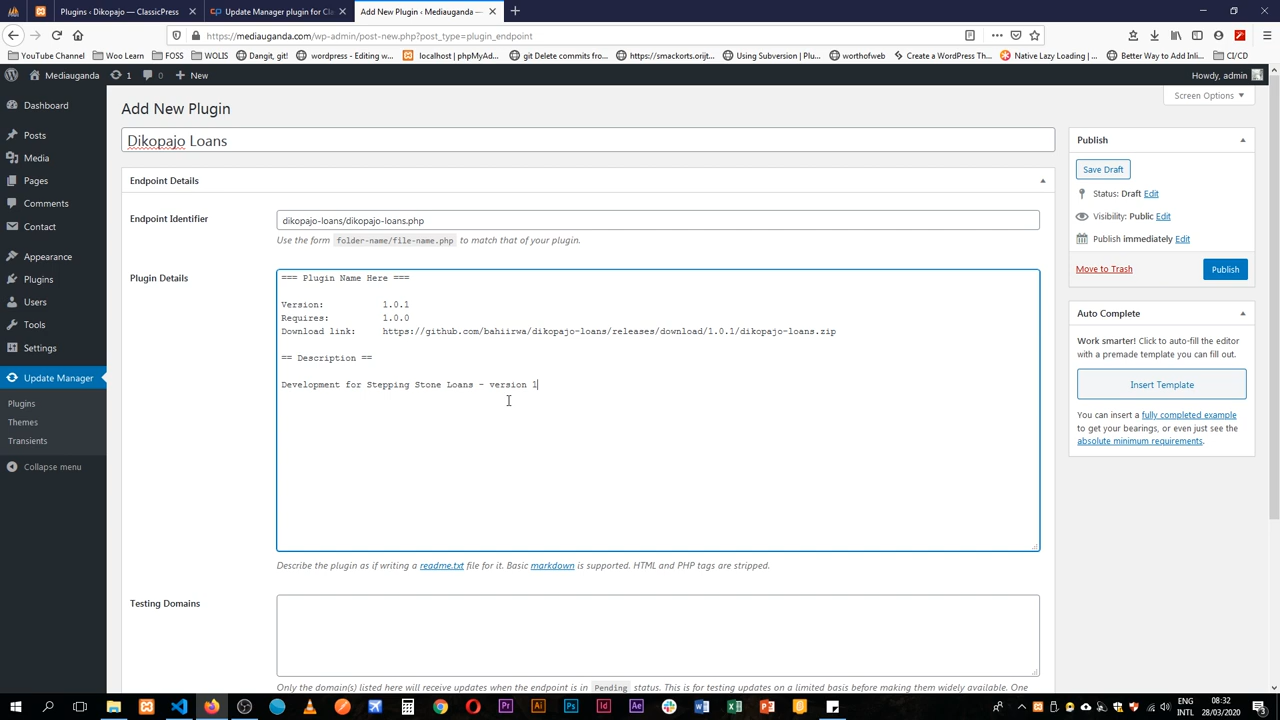 Plugins ‹ Dikopajo — ClassicPress
Update Manager plugin for Cl
Add New Plugin ‹ Mediauganda —
https://mediauganda.com/wp-admin/post-new.php?post_type=plugin_endpoint
YouTube Channel
Woo Learn
FOSS
WOLIS
Dangit, git!
wordpress - Editing w
localhost | phpMyAd...
git Delete commits fro...
https://smackorts.orijt...
Using Subversion | Plu...
worthofweb
Create a WordPress Th...
Native Lazy Loading | ...
Better Way to Add Inli...
CI/CD
Mediauganda
1
0
New
Howdy, admin
Dashboard
Posts
Media
Pages
Comments
Contact
Appearance
Plugins
Users
Tools
Settings
Update Manager
Plugins
Themes
Transients
Collapse menu
Screen Options
Add New Plugin
Dikopajo Loans
Endpoint Details
Endpoint Identifier
dikopajo-loans/dikopajo-loans.php
Use the form folder-name/file-name.php to match that of your plugin.
Plugin Details
=== Plugin Name Here ===
Version: 1.0.1
Requires: 1.0.0
Download link: https://github.com/bahiirwa/dikopajo-loans/releases/download/1.0.1/dikopajo-loans.zip
== Description ==
Development for Stepping Stone Loans - version 1
Describe the plugin as if writing a readme.txt file for it. Basic markdown is supported. HTML and PHP tags are stripped.
Testing Domains
Only the domain(s) listed here will receive updates when the endpoint is in Pending status. This is for testing updates on a limited basis before making them widely available. One
Publish
Save Draft
Status: Draft Edit
Visibility: Public Edit
Publish immediately Edit
Move to Trash
Publish
Auto Complete
Work smarter! Click to auto-fill the editor
with a premade template you can fill out.
Insert Template
You can insert a fully completed example
to get your bearings, or even just see the
absolute minimum requirements.
ENG
INTL
08:32
28/03/2020